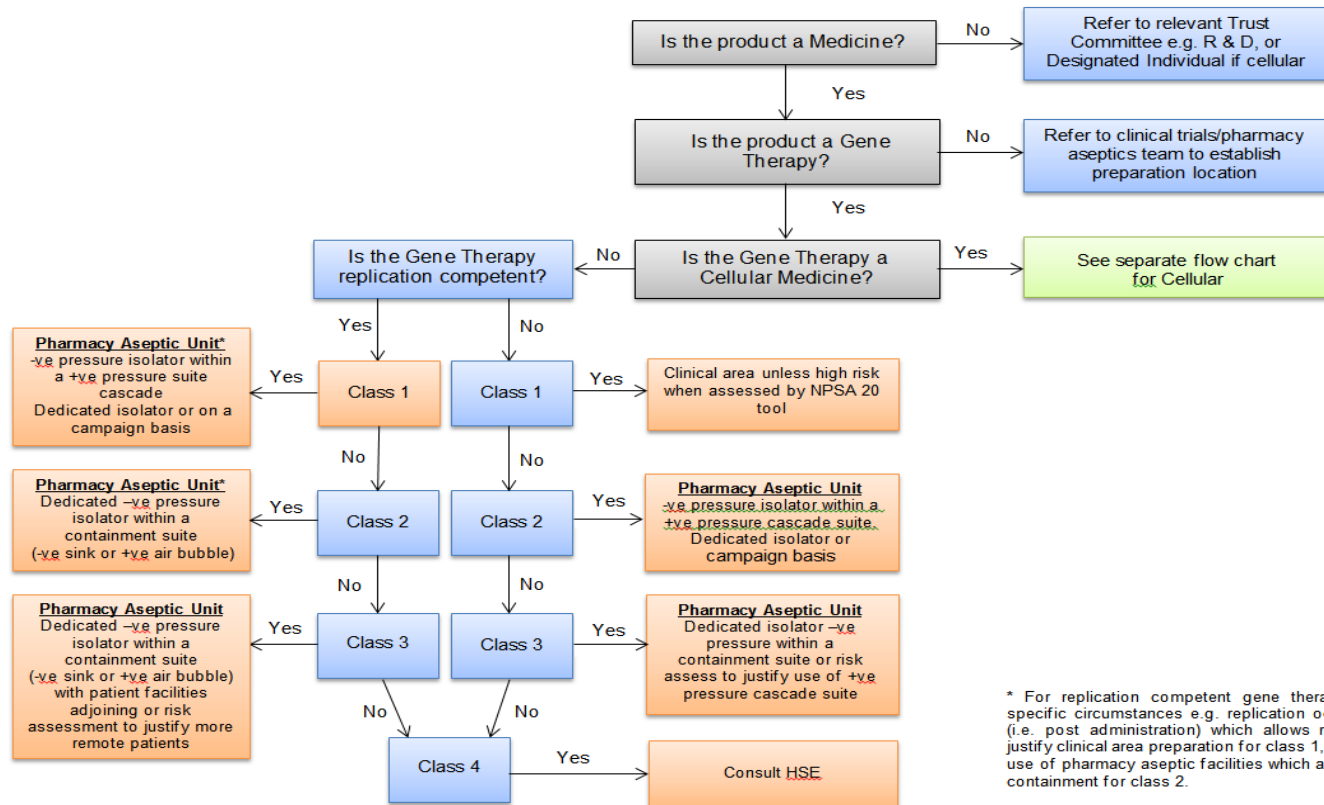 Is the product a Medicine?
No
Refer to relevant Trust
Committee e.g. R & D, or
Designated Individual if cellular
Yes
Is the product a Gene
Therapy?
No
Refer to clinical trials/pharmacy
aseptics team to establish
preparation location
Yes
Is the Gene Therapy
replication competent?
No
Is the Gene Therapy a
Cellular Medicine?
Yes
See separate flow chart
for Cellular
Yes
No
Pharmacy Aseptic Unit*
-ve pressure isolator within
a +ve pressure suite
cascade
Dedicated isolator or on a
campaign basis
Yes
Class 1
Class 1
Yes
Clinical area unless high risk
when assessed by NPSA 20
tool
No
No
Pharmacy Aseptic Unit*
Dedicated –ve pressure
isolator within a
containment suite
(-ve sink or +ve air bubble)
Yes
Class 2
Class 2
Yes
Pharmacy Aseptic Unit
-ve pressure isolator within a
+ve pressure cascade suite.
Dedicated isolator or
campaign basis
No
No
Pharmacy Aseptic Unit
Dedicated –ve pressure
isolator within a
containment suite
(-ve sink or +ve air bubble)
with patient facilities
adjoining or risk
assessment to justify more
remote patients
Yes
Class 3
Class 3
Yes
Pharmacy Aseptic Unit
Dedicated isolator –ve
pressure within a
containment suite or risk
assess to justify use of +ve
pressure cascade suite
No
No
Class 4
Yes
Consult HSE
* For replication competent gene
specific circumstances e.g. replication
(i.e. post administration) which allows
justify clinical area preparation for class 1,
use of pharmacy aseptic facilities which
containment for class 2.